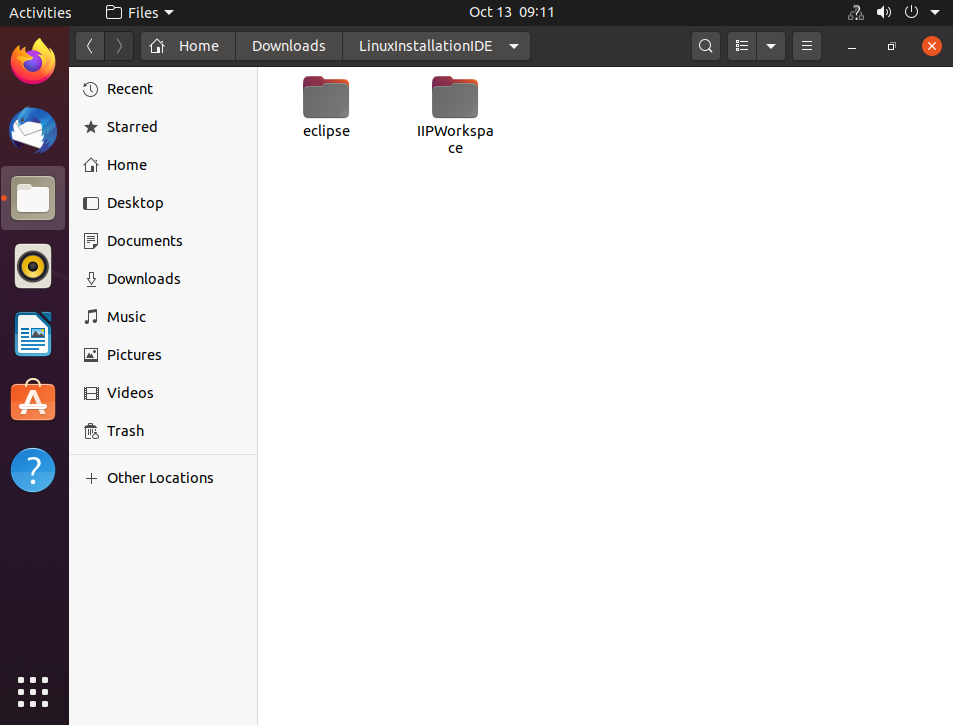 Activities
Files
Oct 13 09:11
Home
Downloads
LinuxInstallationIDE
Recent
Starred
Home
Desktop
Documents
Downloads
Music
Pictures
Videos
Trash
Other Locations
eclipse
IIPWorkspa
ce